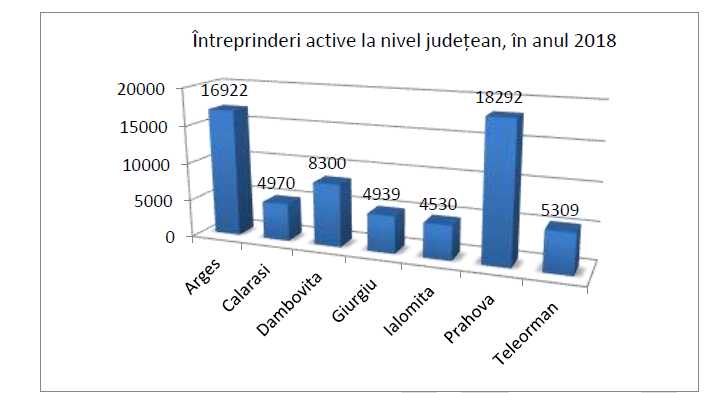 Întreprinderi active la nivel județean, în anul 2018
20000
15000
10000
5000
0
16922
4970
8300
4939
4530
18292
5309
Arges
Calarasi
Dambovita
Giurgiu
Ialomita
Prahova
Teleorman